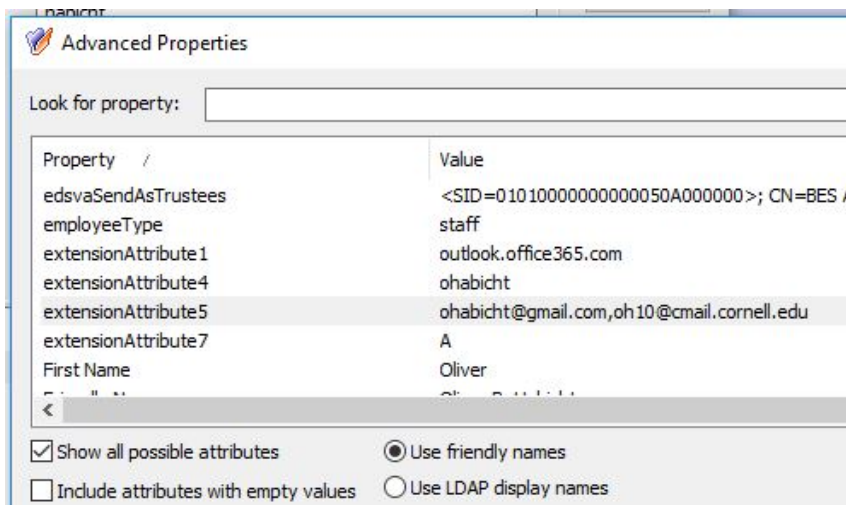 Advanced Properties
Look for property:
Property / Value
edsvaSendAsTrustees <SID=01010000000000050A000000>; CN=BES
employeeType staff
extensionAttribute1 outlook.office365.com
extensionAttribute4 ohabicht
extensionAttribute5 ohabicht@gmail.com,oh10@cmail.cornell.edu
extensionAttribute7 A
First Name Oliver
Show all possible attributes Use friendly names
Include attributes with empty values Use LDAP display names